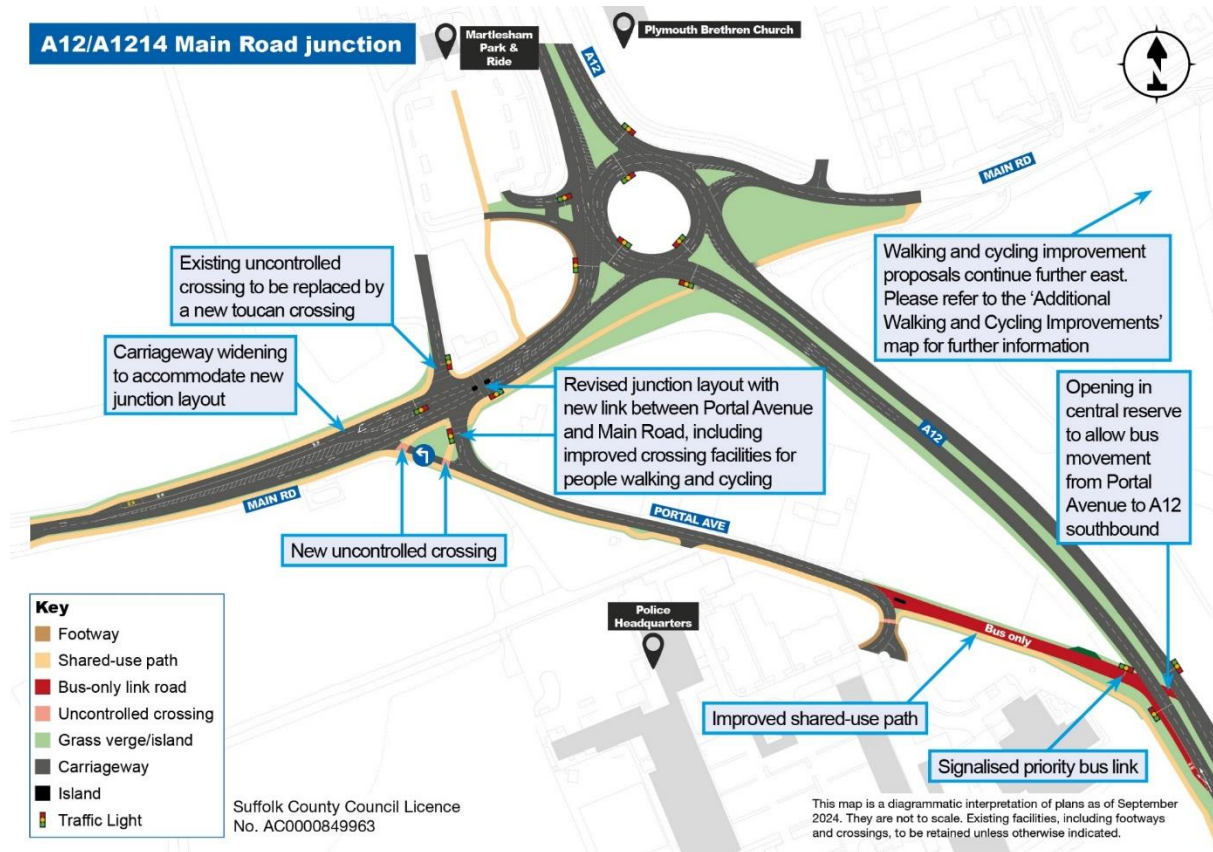 A12/A1214 Main Road junction
Martlesham
Park &
Ride
Plymouth Brethren Church
A12
N
MAIN RD
Existing uncontrolled
crossing to be replaced by
a new toucan crossing
Walking and cycling improvement
proposals continue further east.
Please refer to the ‘Additional
Walking and Cycling Improvements’
map for further information
Carriageway widening
to accommodate new
junction layout
Revised junction layout with
new link between Portal Avenue
and Main Road, including
improved crossing facilities for
people walking and cycling
Opening in
central reserve
to allow bus
movement
from Portal
Avenue to A12
southbound
A12
MAIN RD
PORTAL AVE
New uncontrolled crossing
Police
Headquarters
Bus only
Improved shared-use path
Signalised priority bus link
Key
Footway
Shared-use path
Bus-only link road
Uncontrolled crossing
Grass verge/island
Carriageway
Island
Traffic Light
Suffolk County Council Licence
No. AC0000849963
This map is a diagrammatic interpretation of plans as of September
2024. They are not to scale. Existing facilities, including footways
and crossings, to be retained unless otherwise indicated.